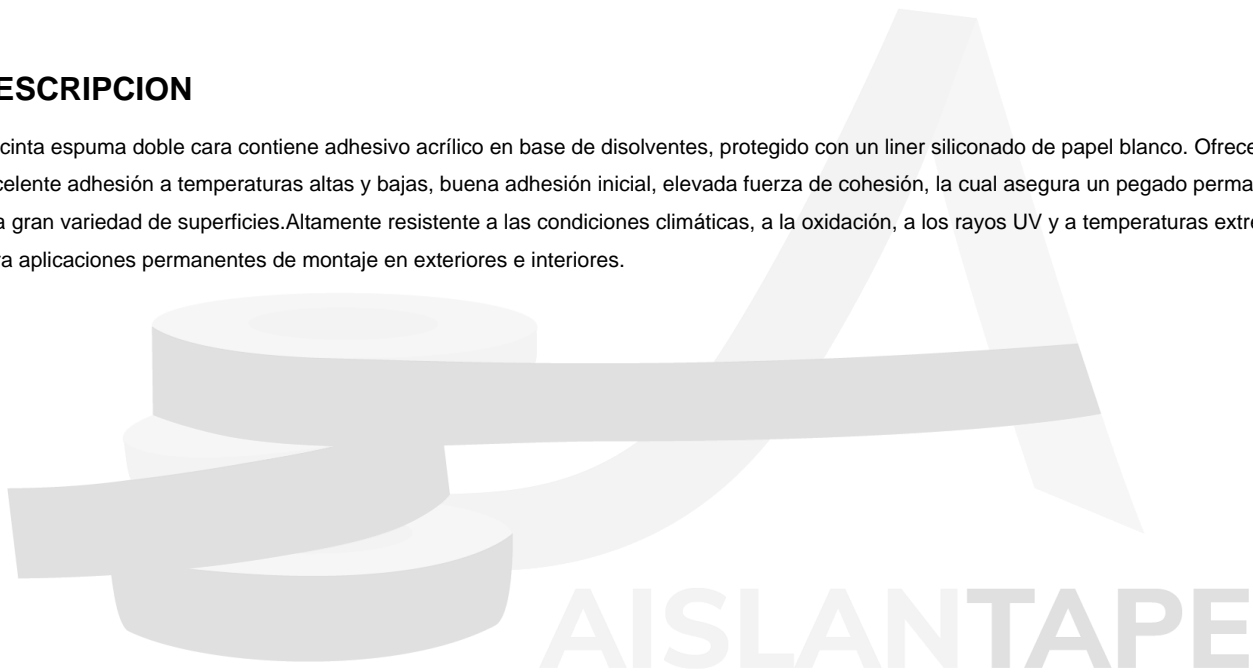 ESCRIPCION
cinta espuma doble cara contiene adhesivo acrílico en base de disolventes, protegido con un liner siliconado de papel blanco. Ofrece
celente adhesión a temperaturas altas y bajas, buena adhesión inicial, elevada fuerza de cohesión, la cual asegura un pegado perma
a gran variedad de superficies.Altamente resistente a las condiciones climáticas, a la oxidación, a los rayos UV y a temperaturas extre
a aplicaciones permanentes de montaje en exteriores e interiores.
AISLANTAPE